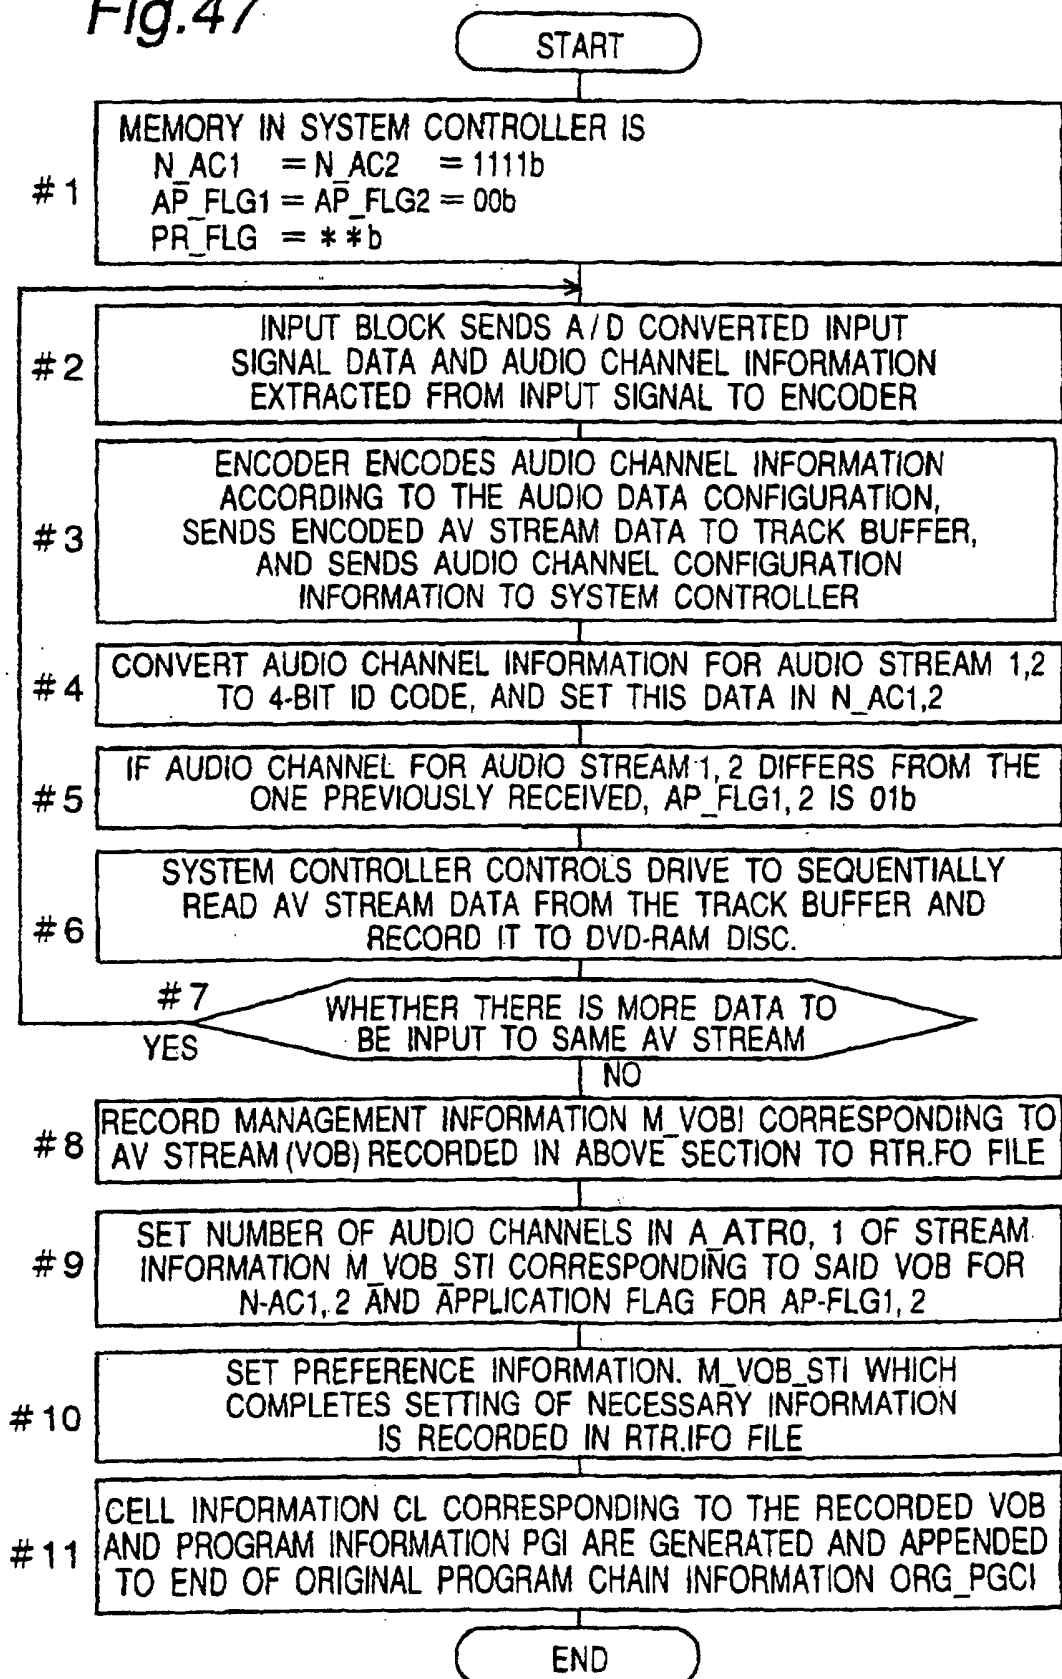 Fig.47
START
#1
MEMORY IN SYSTEM CONTROLLER IS
N_AC1 = N_AC2 = 1111b
AP_FLG1 = AP_FLG2 = 00b
PR_FLG = **b
#2
INPUT BLOCK SENDS A/D CONVERTED INPUT
SIGNAL DATA AND AUDIO CHANNEL INFORMATION
EXTRACTED FROM INPUT SIGNAL TO ENCODER
#3
ENCODER ENCODES AUDIO CHANNEL INFORMATION
ACCORDING TO THE AUDIO DATA CONFIGURATION,
SENDS ENCODED AV STREAM DATA TO TRACK BUFFER,
AND SENDS AUDIO CHANNEL CONFIGURATION
INFORMATION TO SYSTEM CONTROLLER
#4
CONVERT AUDIO CHANNEL INFORMATION FOR AUDIO STREAM 1,2
TO 4-BIT ID CODE, AND SET THIS DATA IN N_AC1,2
#5
IF AUDIO CHANNEL FOR AUDIO STREAM 1, 2 DIFFERS FROM THE
ONE PREVIOUSLY RECEIVED, AP_FLG1, 2 IS 01b
#6
SYSTEM CONTROLLER CONTROLS DRIVE TO SEQUENTIALLY
READ AV STREAM DATA FROM THE TRACK BUFFER AND
RECORD IT TO DVD-RAM DISC.
#7
WHETHER THERE IS MORE DATA TO
BE INPUT TO SAME AV STREAM
YES
NO
#8
RECORD MANAGEMENT INFORMATION M_VOBI CORRESPONDING TO
AV STREAM (VOB) RECORDED IN ABOVE SECTION TO RTR.FO FILE
#9
SET NUMBER OF AUDIO CHANNELS IN A_ATR0, 1 OF STREAM
INFORMATION M_VOB_STI CORRESPONDING TO SAID VOB FOR
N-AC1, 2 AND APPLICATION FLAG FOR AP-FLG1, 2
#10
SET PREFERENCE INFORMATION. M_VOB_STI WHICH
COMPLETES SETTING OF NECESSARY INFORMATION
IS RECORDED IN RTR.IFO FILE
#11
CELL INFORMATION CL CORRESPONDING TO THE RECORDED VOB
AND PROGRAM INFORMATION PGI ARE GENERATED AND APPENDED
TO END OF ORIGINAL PROGRAM CHAIN INFORMATION ORG_PGCI
END